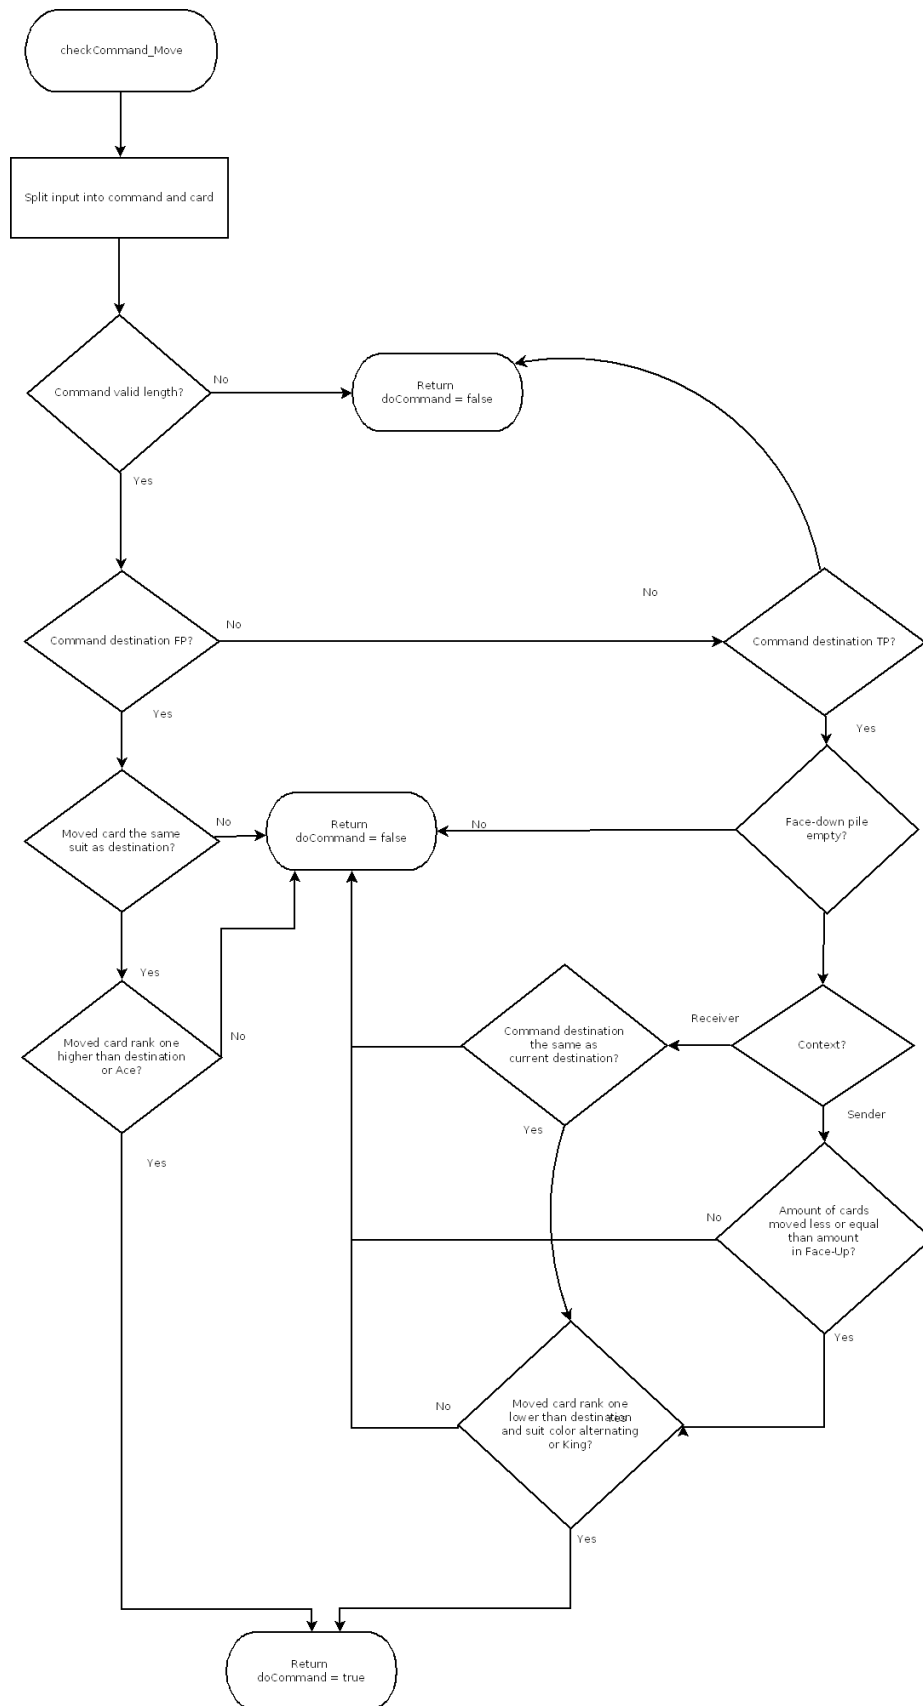 checkCommand_Move
Split input into command and card
Command valid length?
No
Return
doCommand = false
Yes
Command destination FP?
No
No
Command destination TP?
Yes
Yes
Moved card the same
suit as destination?
No
Return
doCommand = false
No
Face-down pile
empty?
Yes
Moved card rank one
higher than destination
or Ace?
No
Command destination
the same as
current destination?
Receiver
Context?
Sender
Yes
Yes
Amount of cards
moved less or equal
than amount
in Face-Up?
No
Yes
Moved card rank one
lower than destination
and suit color alternating
or King?
No
Yes
Yes
Return
doCommand = true